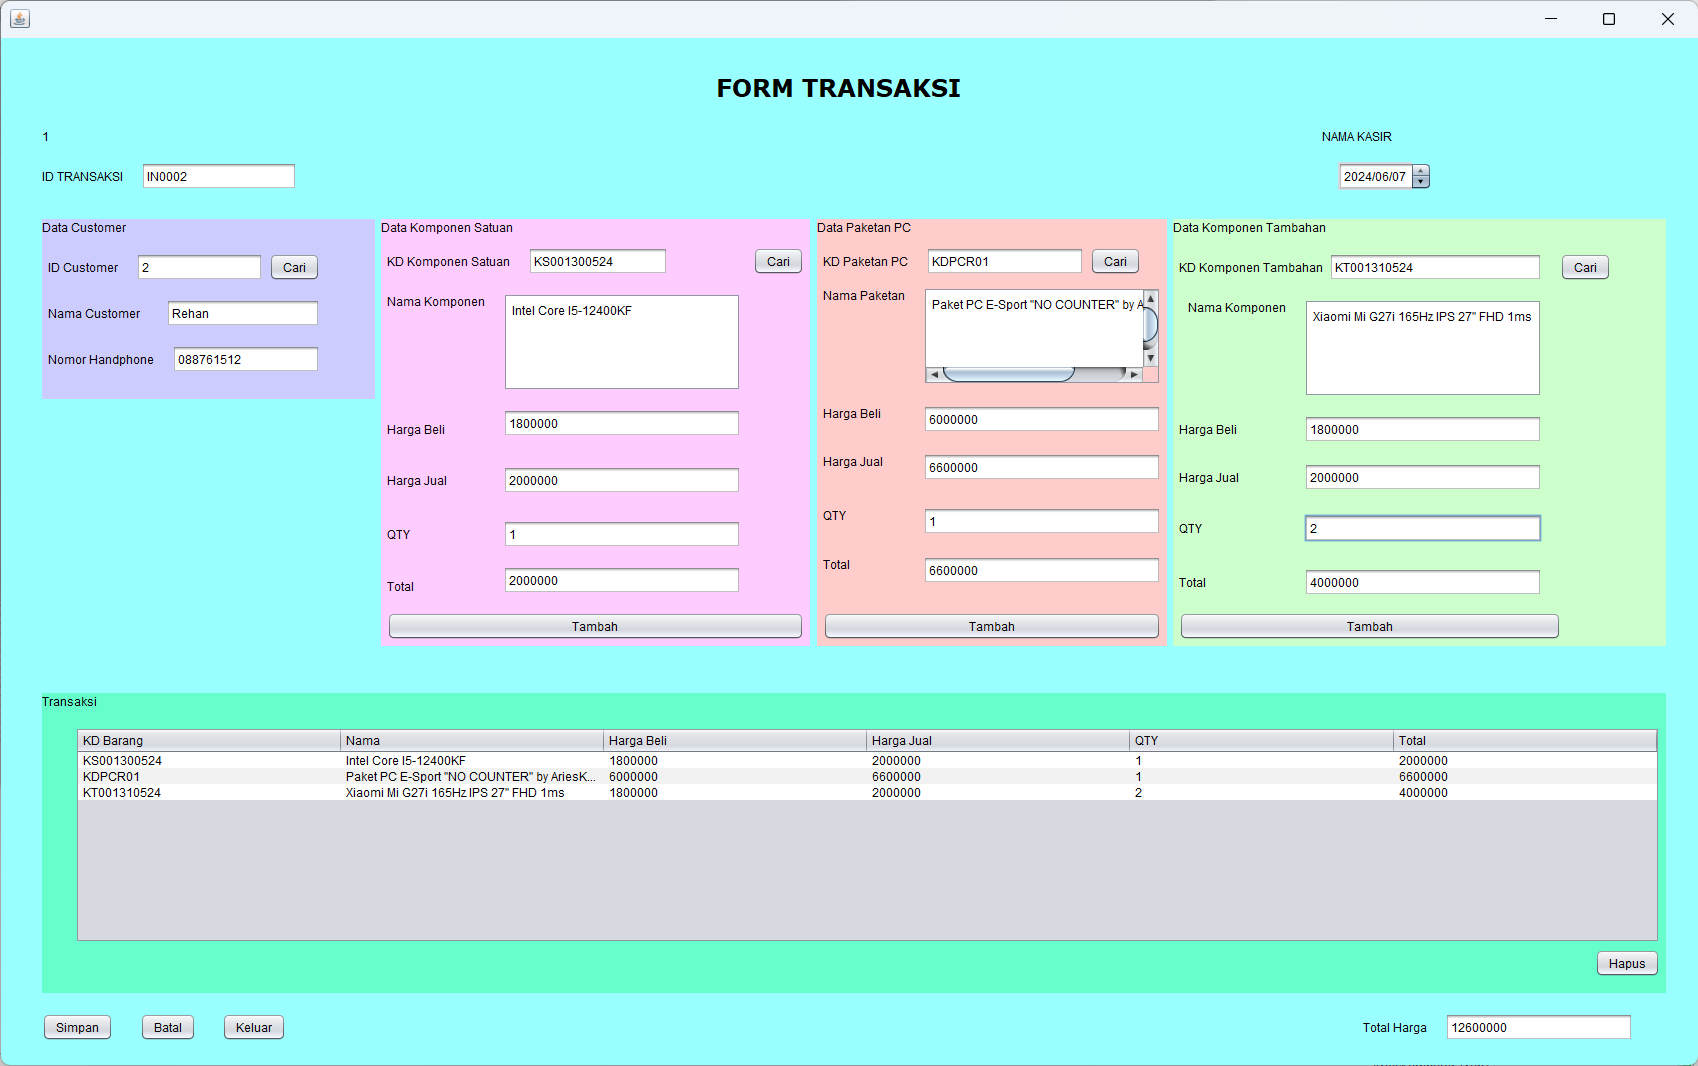 FORM TRANSAKSI
1
NAMA KASIR
ID TRANSAKSI IN0002
2024/06/07
Data Customer
ID Customer 2 Cari
Nama Customer Rehan
Nomor Handphone 088761512
Data Komponen Satuan
KD Komponen Satuan KS001300524 Cari
Nama Komponen Intel Core I5-12400KF
Harga Beli 1800000
Harga Jual 2000000
QTY 1
Total 2000000
Tambah
Data Paketan PC
KD Paketan PC KDPCR01 Cari
Nama Paketan Paket PC E-Sport "NO COUNTER" by A
Harga Beli 6000000
Harga Jual 6600000
QTY 1
Total 6600000
Tambah
Data Komponen Tambahan
KD Komponen Tambahan KT001310524 Cari
Nama Komponen Xiaomi Mi G27i 165Hz IPS 27" FHD 1ms
Harga Beli 1800000
Harga Jual 2000000
QTY 2
Total 4000000
Tambah
Transaksi
KD Barang Nama Harga Beli Harga Jual QTY Total
KS001300524 Intel Core I5-12400KF 1800000 2000000 1 2000000
KDPCR01 Paket PC E-Sport "NO COUNTER" by AriesK... 6000000 6600000 1 6600000
KT001310524 Xiaomi Mi G27i 165Hz IPS 27" FHD 1ms 1800000 2000000 2 4000000
Hapus
Simpan Batal Keluar
Total Harga 12600000